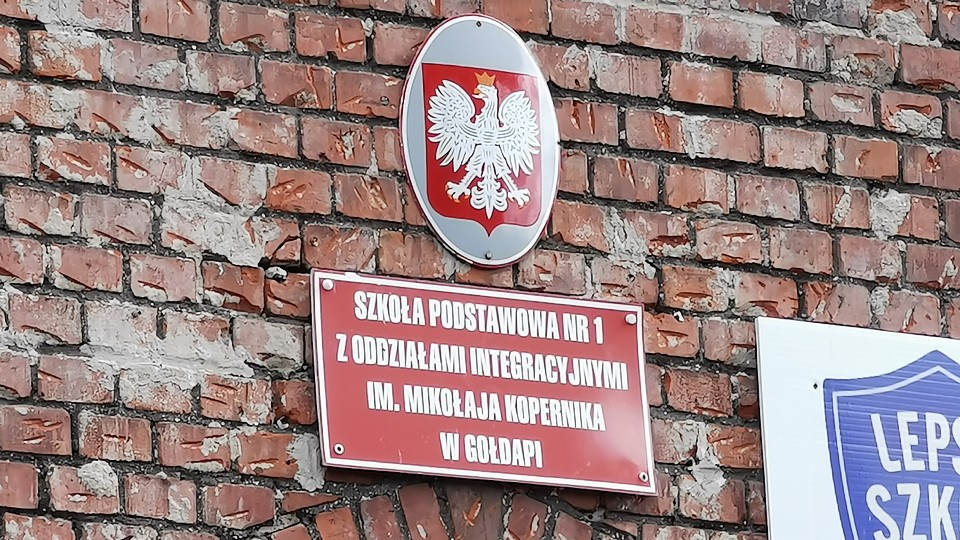 SZKOŁA PODSTAWOWA NR 1
Z ODDZIAŁAMI INTEGRACYJNYMI
IM. MIKOŁAJA KOPERNIKA
W GOŁDAPI